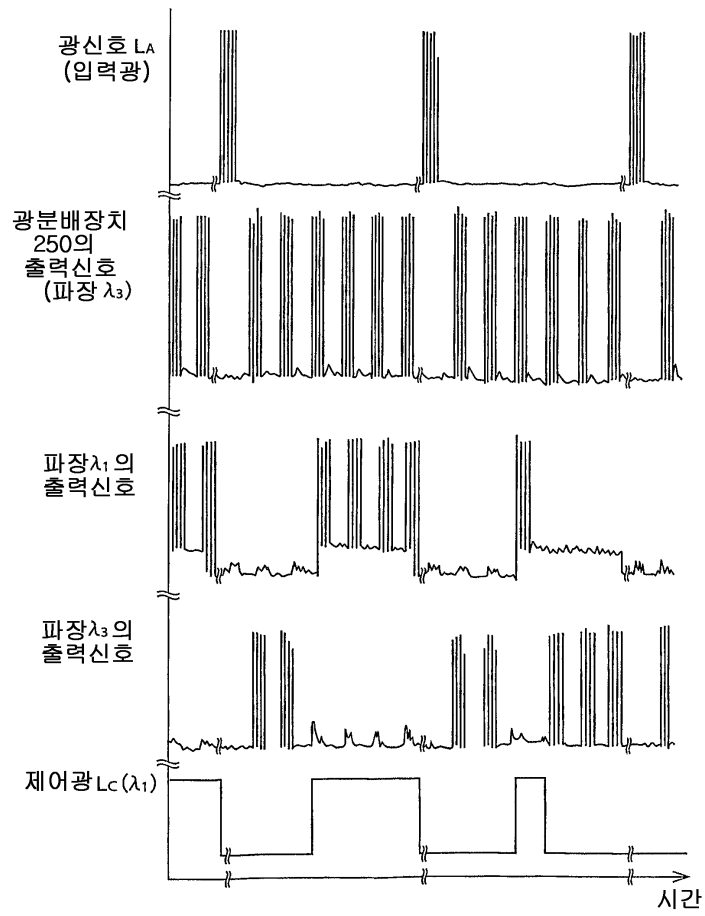 광신호 LA
(입력광)
광분배장치
250의
출력신호
(파장 λ3)
파장λ1의
출력신호
파장λ3의
출력신호
제어광 LC(λ1)
시간